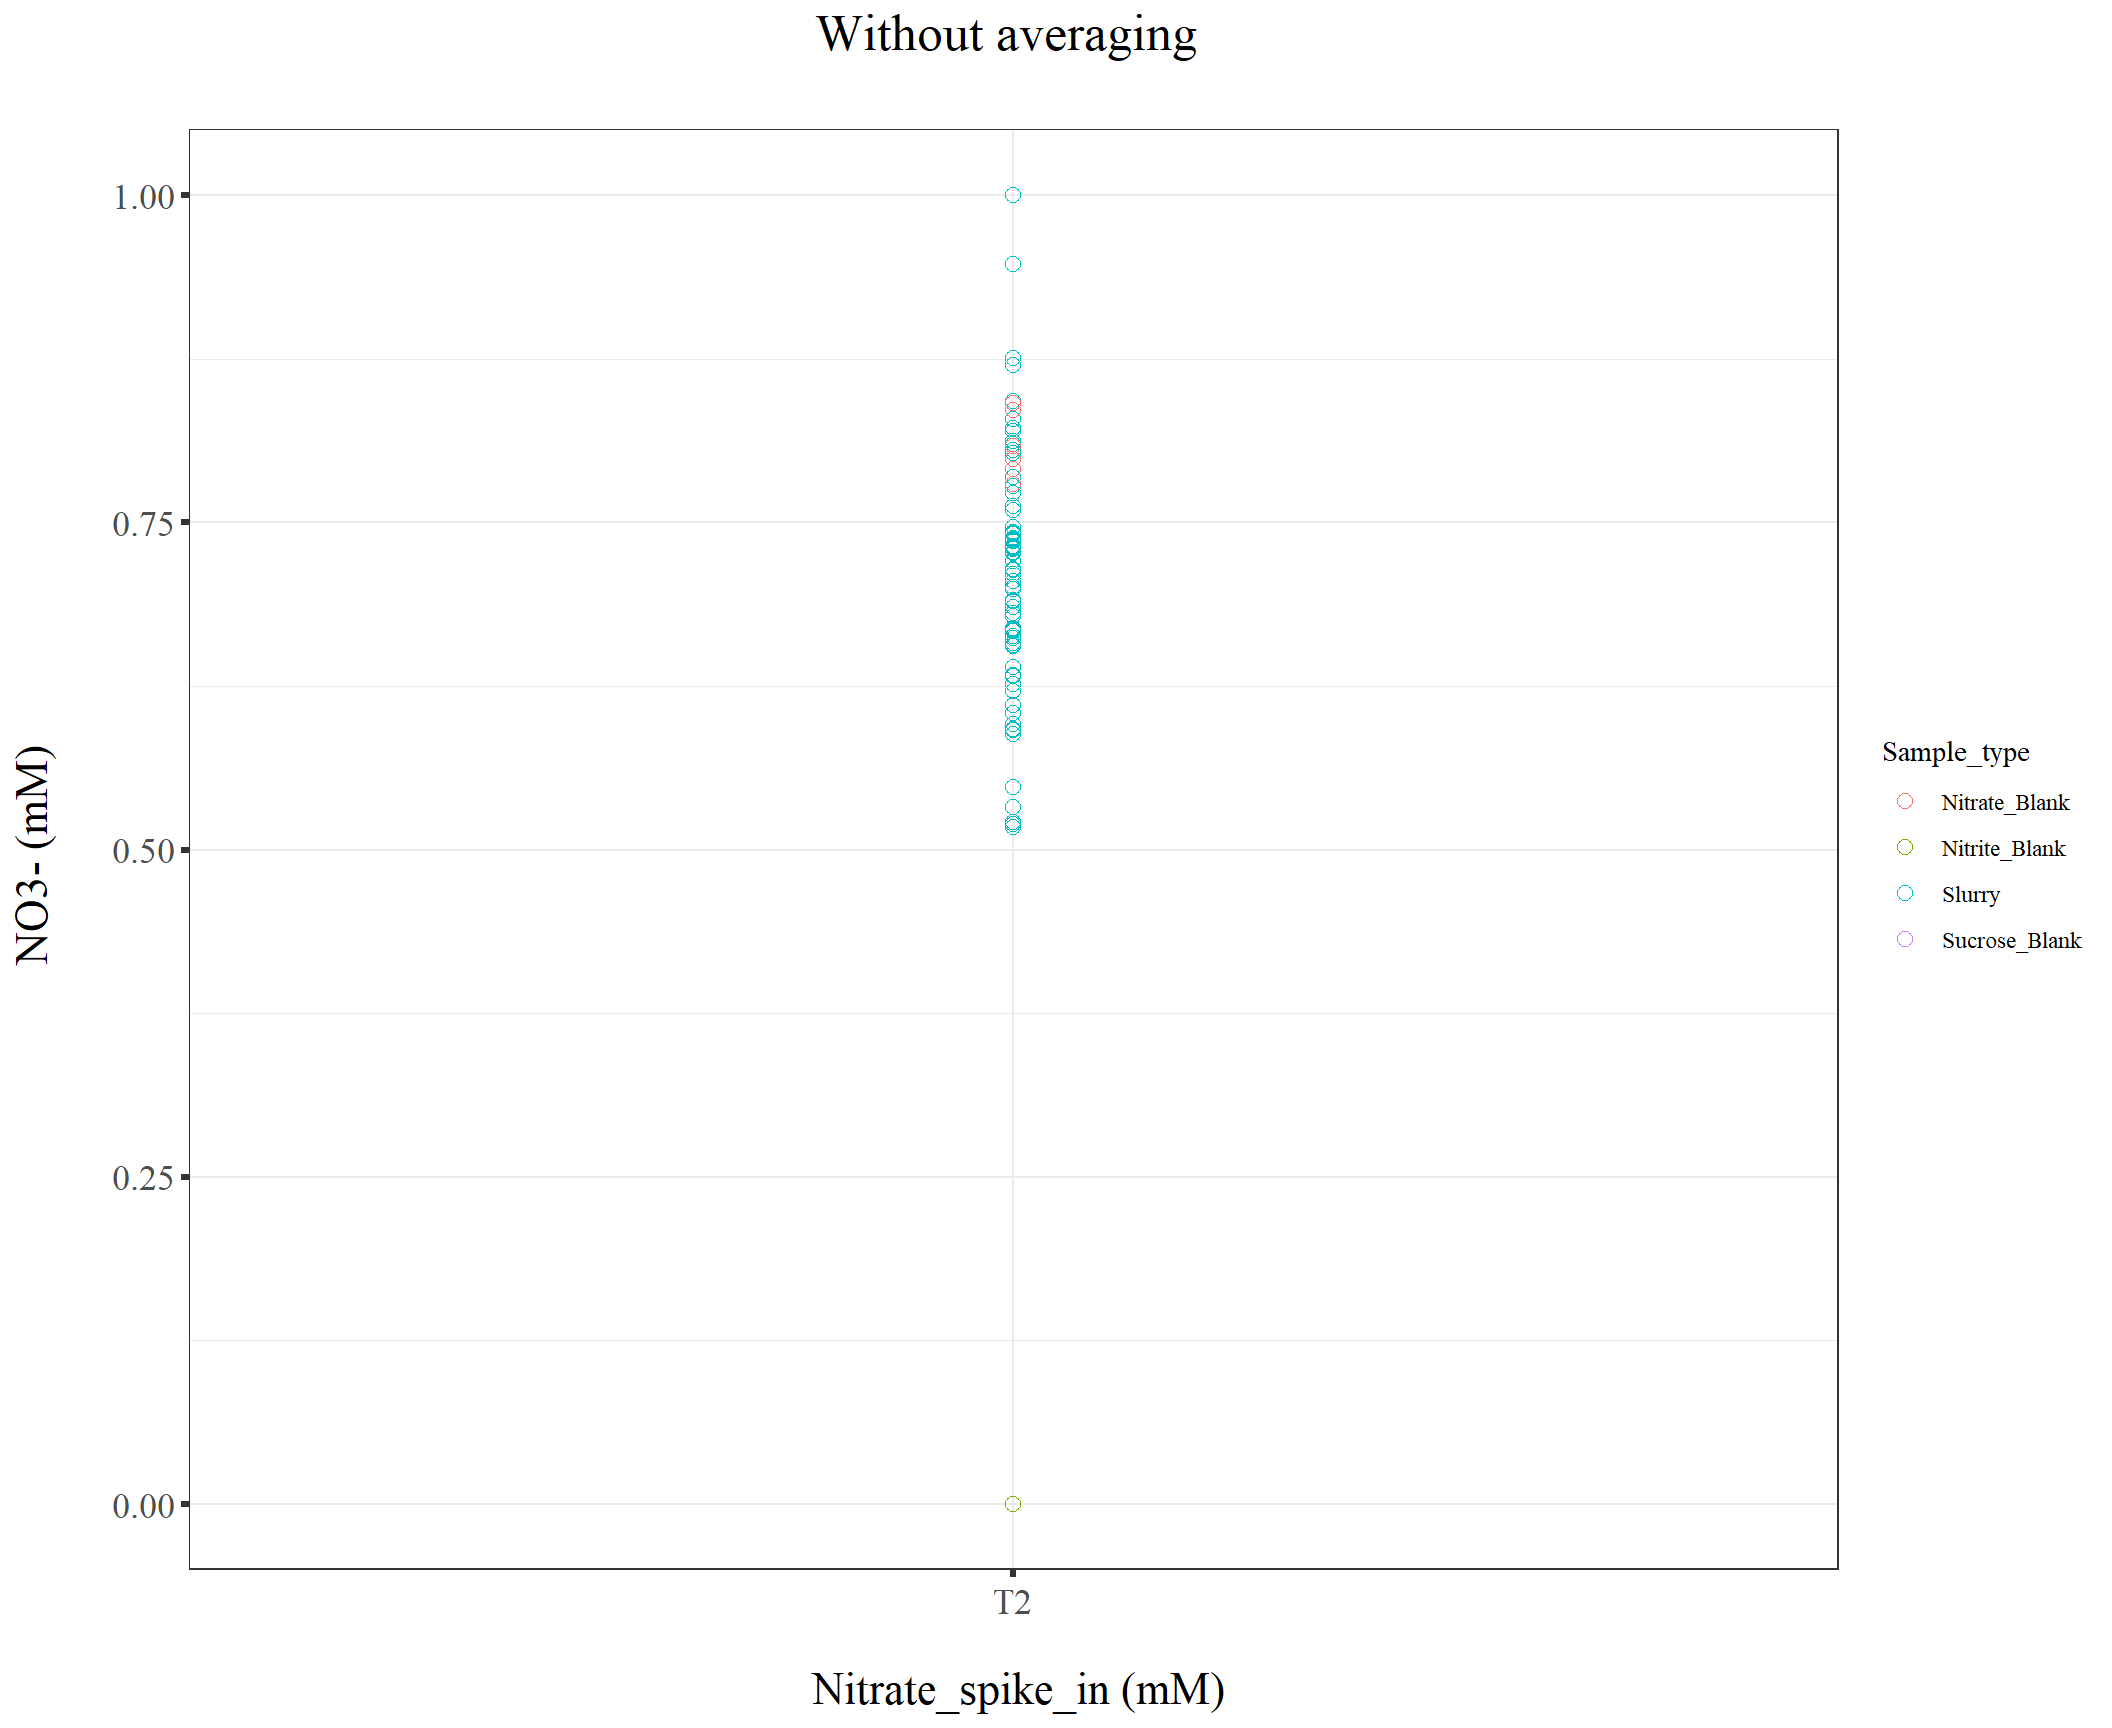 Without averaging
1.00
0.75
0.50
0.25
0.00
NO3- (mM)
T2
Nitrate_spike_in (mM)
Sample_type
Nitrate_Blank
Nitrite_Blank
Slurry
Sucrose_Blank